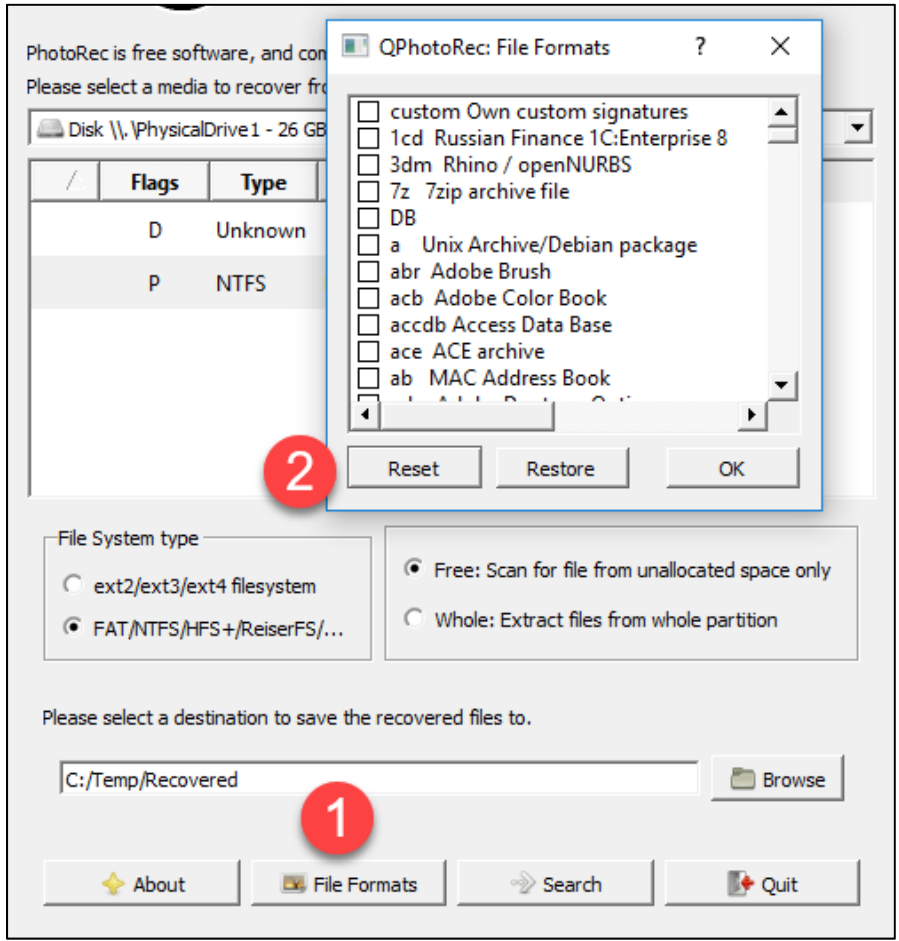 PhotoRec is free software, and con
Please select a media to recover fro
Disk \\.\PhysicalDrive1 - 26 GB
Flags Type
D Unknown
P NTFS
QPhotoRec: File Formats ?
custom Own custom signatures
1cd Russian Finance 1C:Enterprise 8
3dm Rhino / openNURBS
7z 7zip archive file
DB
a Unix Archive/Debian package
abr Adobe Brush
acb Adobe Color Book
accdb Access Data Base
ace ACE archive
ab MAC Address Book
2
Reset Restore OK
File System type
ext2/ext3/ext4 filesystem
FAT/NTFS/HFS+/ReiserFS/...
Free: Scan for file from unallocated space only
Whole: Extract files from whole partition
Please select a destination to save the recovered files to.
C:/Temp/Recovered
Browse
1
About File Formats Search Quit